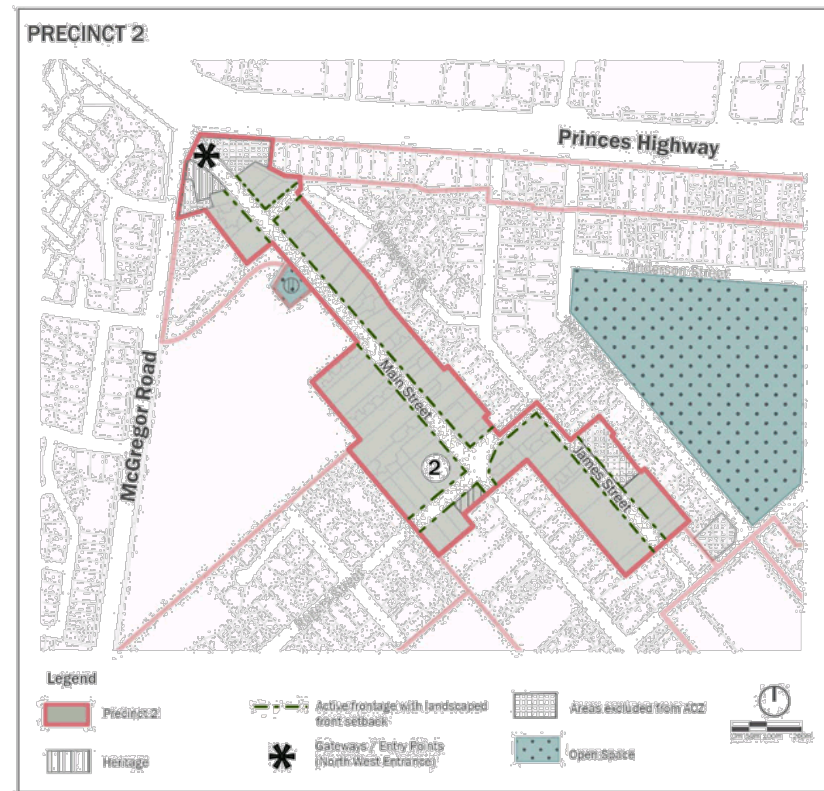 PRECINCT 2
Princes Highway
McGregor Road
Main Street
2
James Street
Legend
Precinct 2
Heritage
Active frontage with landscaped
front setback
Gateways / Entry Points
(North West Entrance)
Areas excluded from ACZ
Open Space